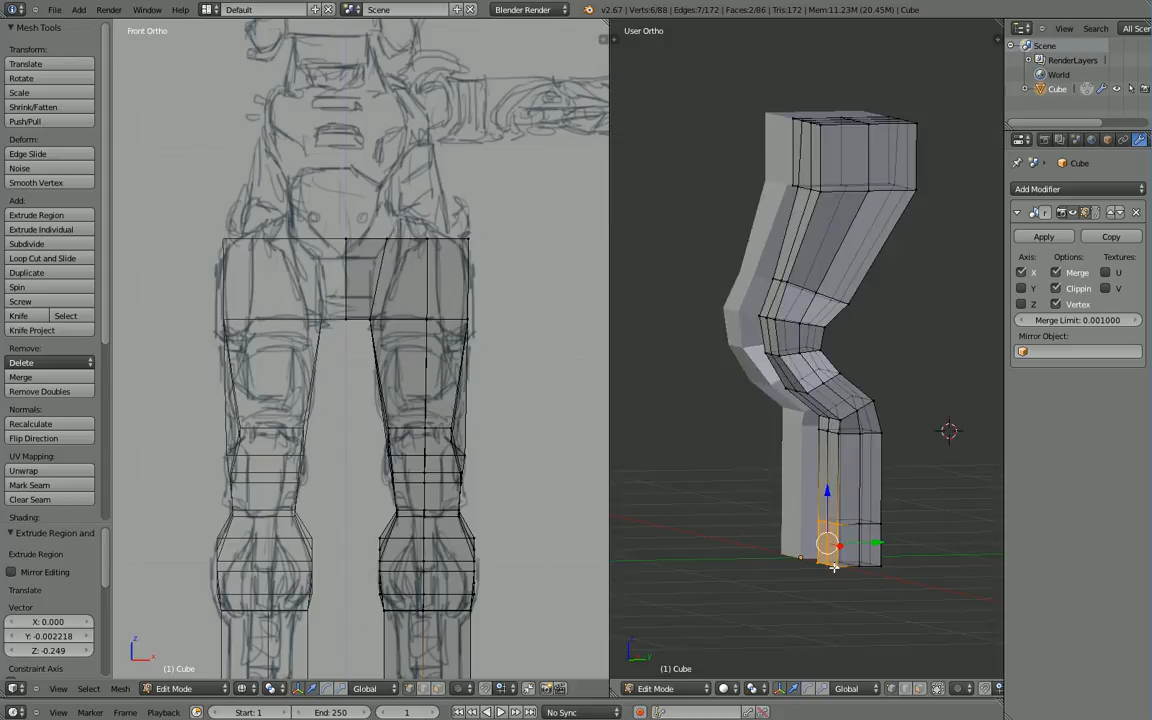 File Add Render Window Help Default Scene Blender Render v2.67 | Verts:6/88 | Edges:7/172 | Faces:2/86 | Tris:172 | Mem:11.23M (20.45M) | Cube
Mesh Tools
Transform:
Translate
Rotate
Scale
Shrink/Fatten
Push/Pull
Deform:
Edge Slide
Noise
Smooth Vertex
Add:
Extrude Region
Extrude Individual
Subdivide
Loop Cut and Slide
Duplicate
Spin
Screw
Knife Select
Knife Project
Remove:
Delete
Merge
Remove Doubles
Normals:
Recalculate
Flip Direction
UV Mapping:
Unwrap
Mark Seam
Clear Seam
Shading:
Extrude Region and
Extrude Region
Mirror Editing
Translate
Vector
X: 0.000
Y: -0.002218
Z: -0.249
Constraint Axis
Front Ortho
z
x
(1) Cube
User Ortho
z
y
(1) Cube
View Search All Scen
Scene
RenderLayers
World
Cube
Cube
Add Modifier
Apply Copy
Axis: Options: Textures:
X Merge U
Y Clippin V
Z Vertex
Merge Limit: 0.001000
Mirror Object:
View Select Mesh Edit Mode Global
Edit Mode Global
View Marker Frame Playback Start: 1 End: 250 1 No Sync